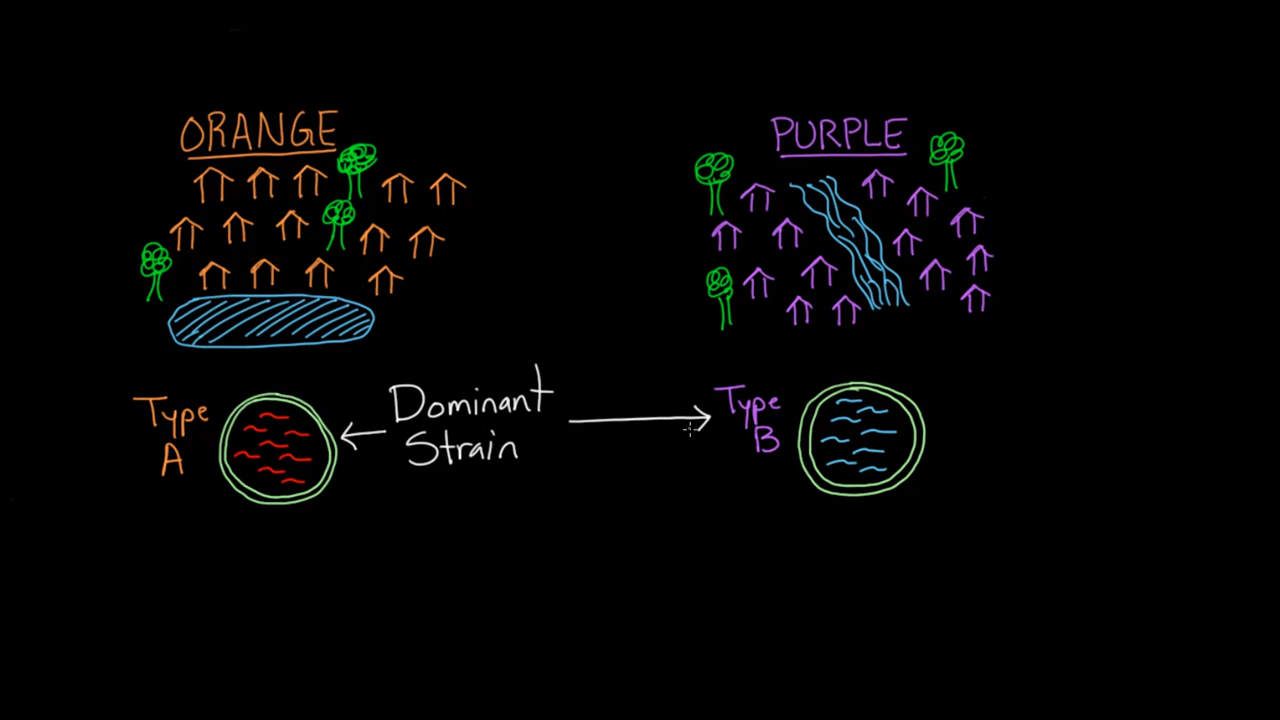 ORANGE
PURPLE
Type
A
Dominant
Strain
Type
B